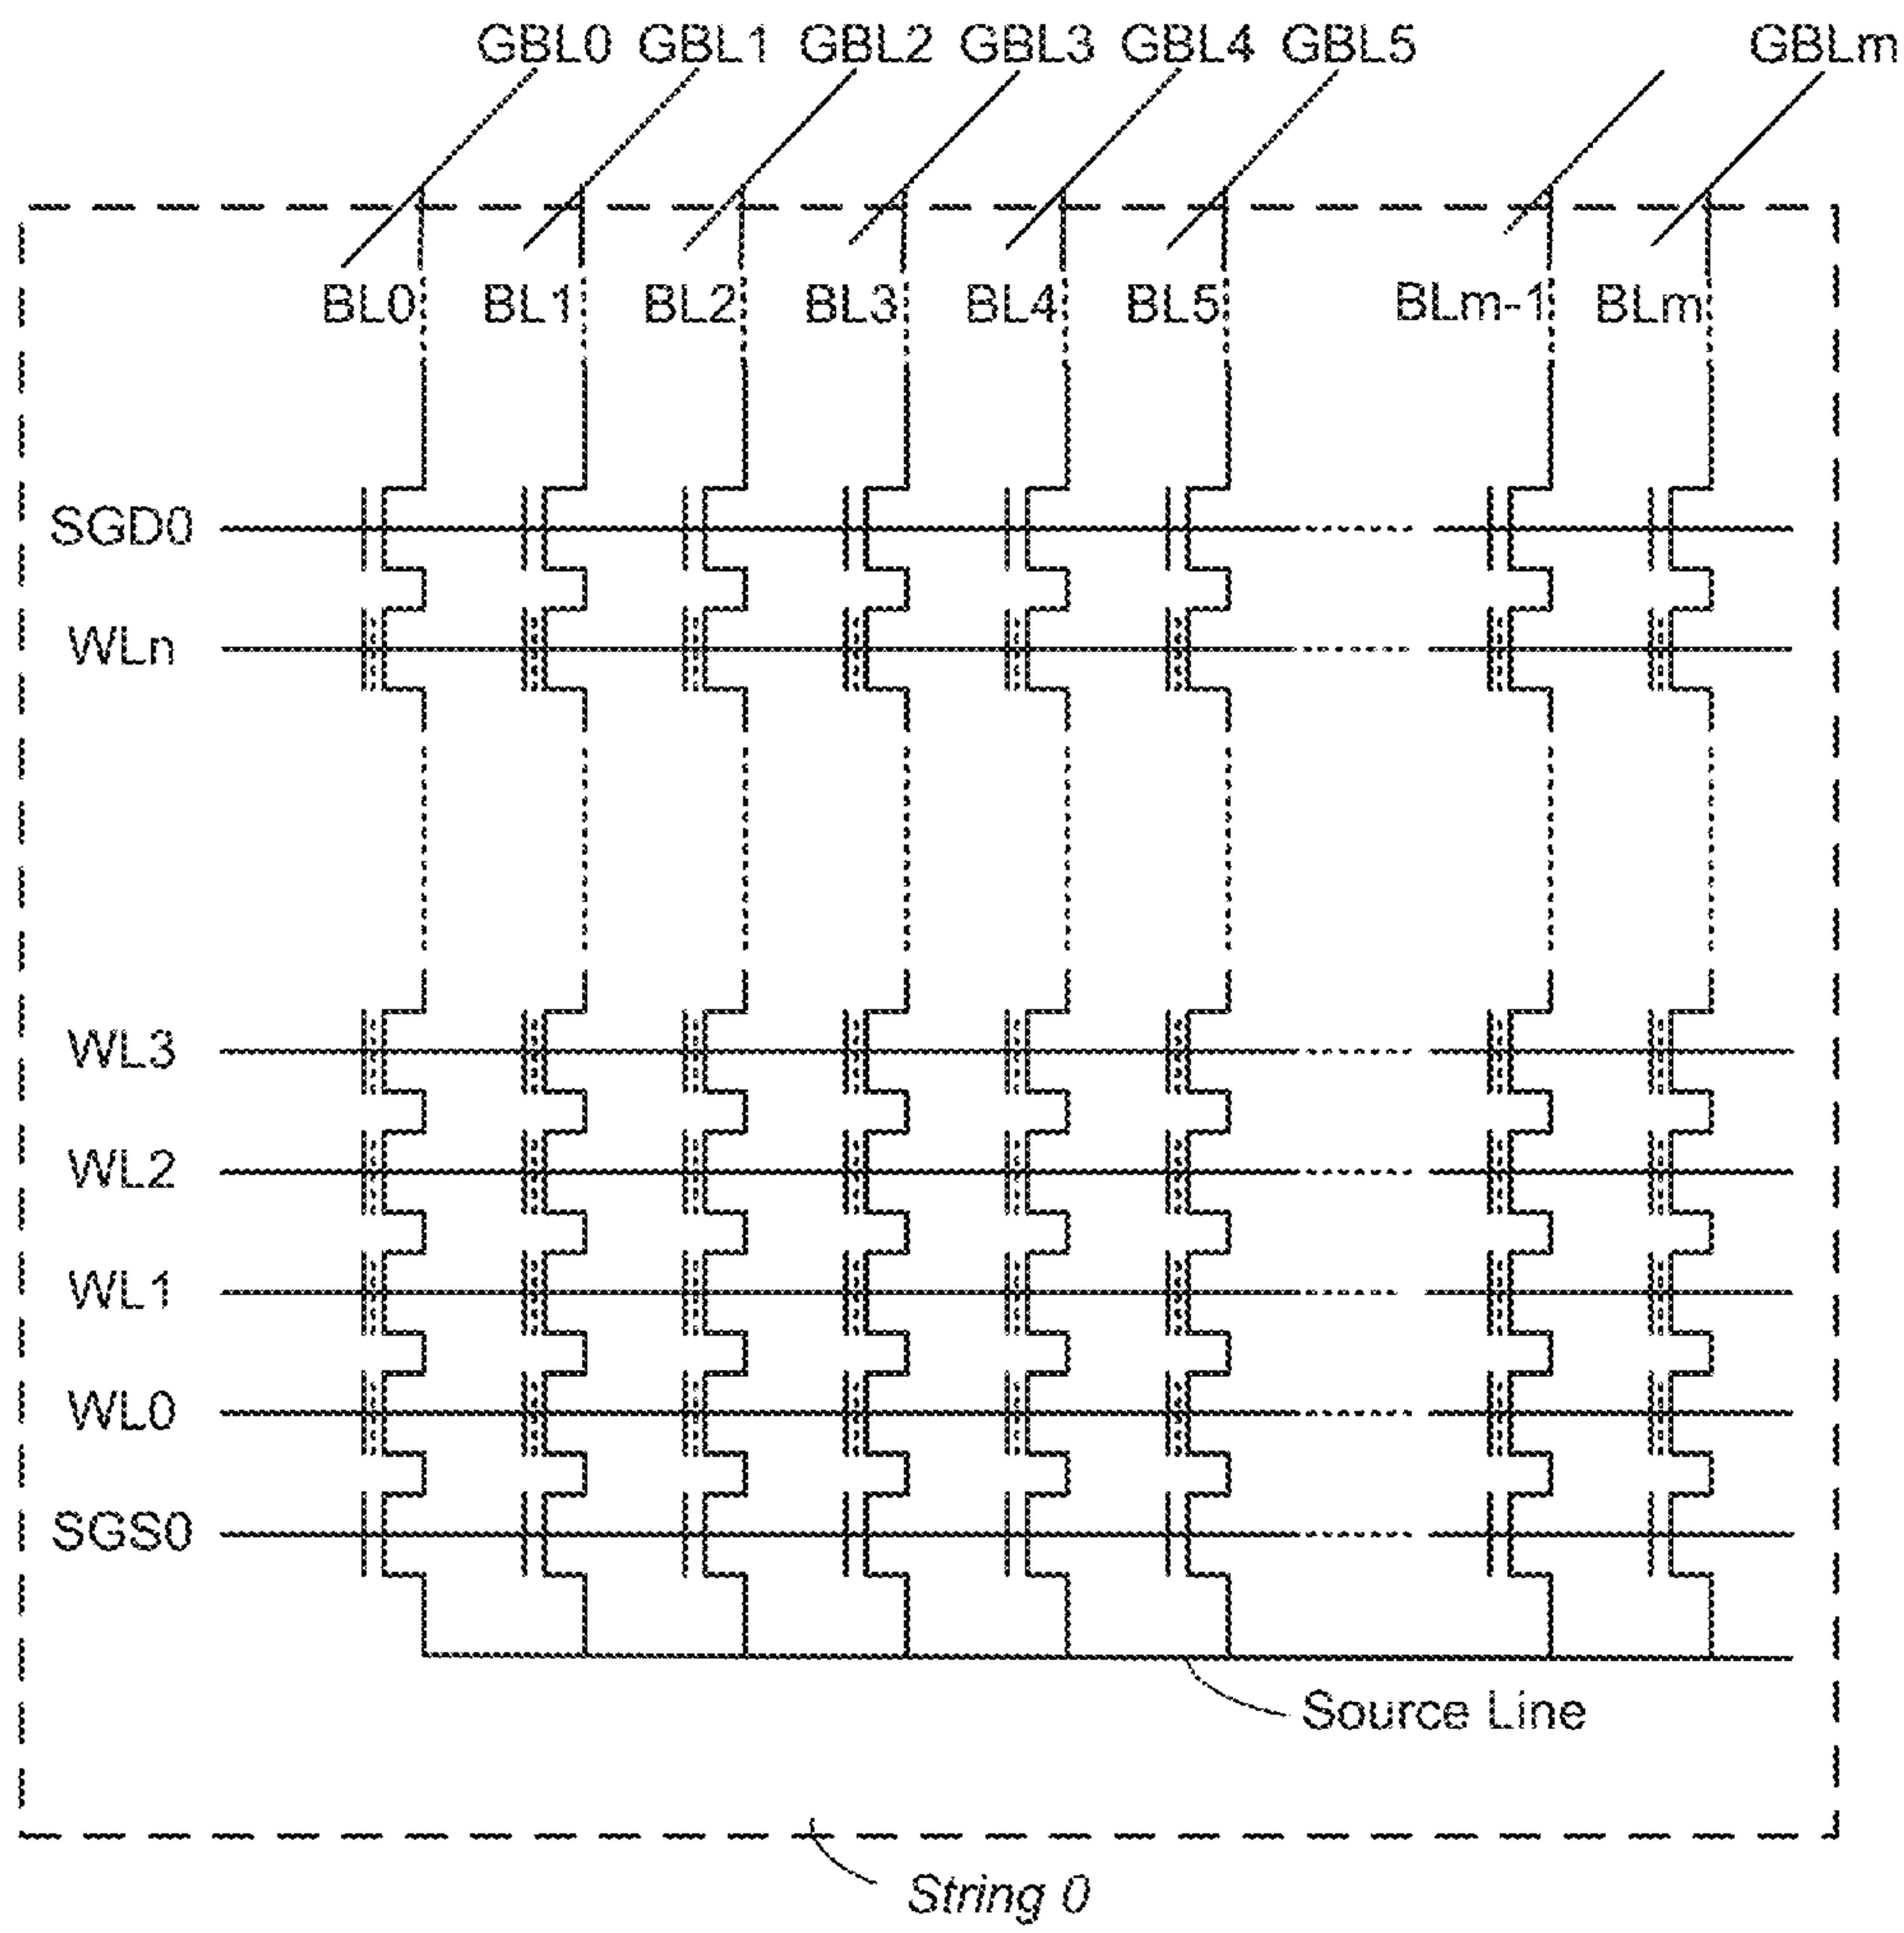 GBL0 GBL1 GBL2 GBL3 GBL4 GBL5 GBLm
BL0 BL1 BL2 BL3 BL4 BL5 BLm-1 BLm
SGD0
WLn
WL3
WL2
WL1
WL0
SGS0
Source Line
String 0